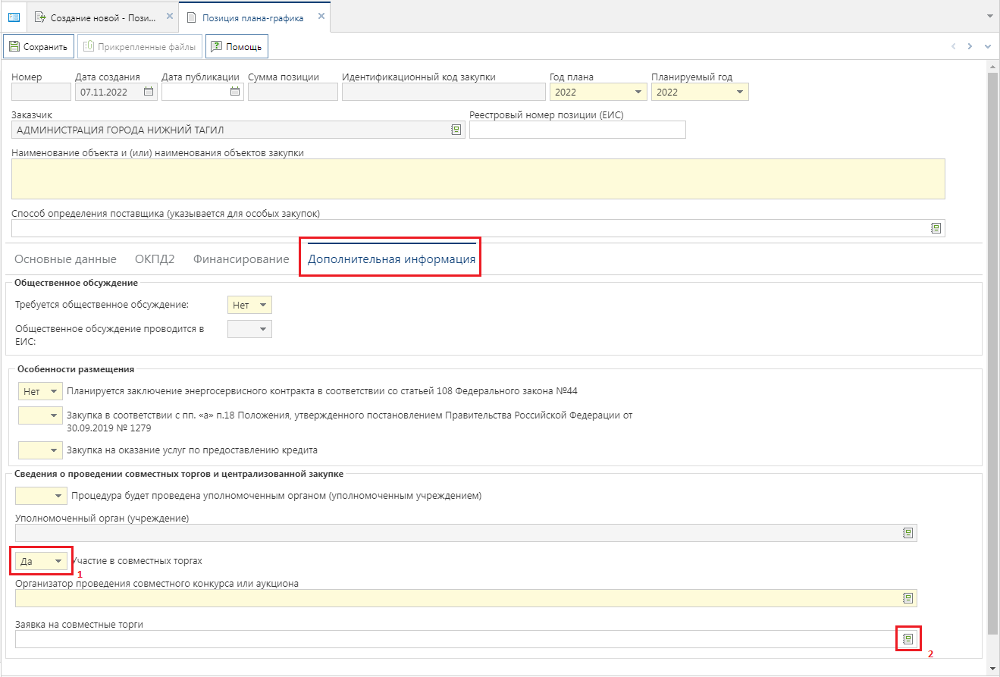 Создание новой - Пози...
Позиция плана-графика
Сохранить
Прикрепленные файлы
Помощь
Номер
Дата создания
Дата публикации
Сумма позиции
Идентификационный код закупки
Год плана
Планируемый год
07.11.2022
2022
2022
Заказчик
Реестровый номер позиции (ЕИС)
АДМИНИСТРАЦИЯ ГОРОДА НИЖНИЙ ТАГИЛ
Наименование объекта и (или) наименования объектов закупки
Способ определения поставщика (указывается для особых закупок)
Основные данные
ОКПД2
Финансирование
Дополнительная информация
Общественное обсуждение
Требуется общественное обсуждение:
Нет
Общественное обсуждение проводится в
ЕИС:
Особенности размещения
Нет
Планируется заключение энергосервисного контракта в соответствии со статьей 108 Федерального закона №44
Закупка в соответствии с пп. «а» п.18 Положения, утвержденного постановлением Правительства Российской Федерации от
30.09.2019 № 1279
Закупка на оказание услуг по предоставлению кредита
Сведения о проведении совместных торгов и централизованной закупке
Процедура будет проведена уполномоченным органом (уполномоченным учреждением)
Уполномоченный орган (учреждение)
Да
Участие в совместных торгах
1
Организатор проведения совместного конкурса или аукциона
Заявка на совместные торги
2